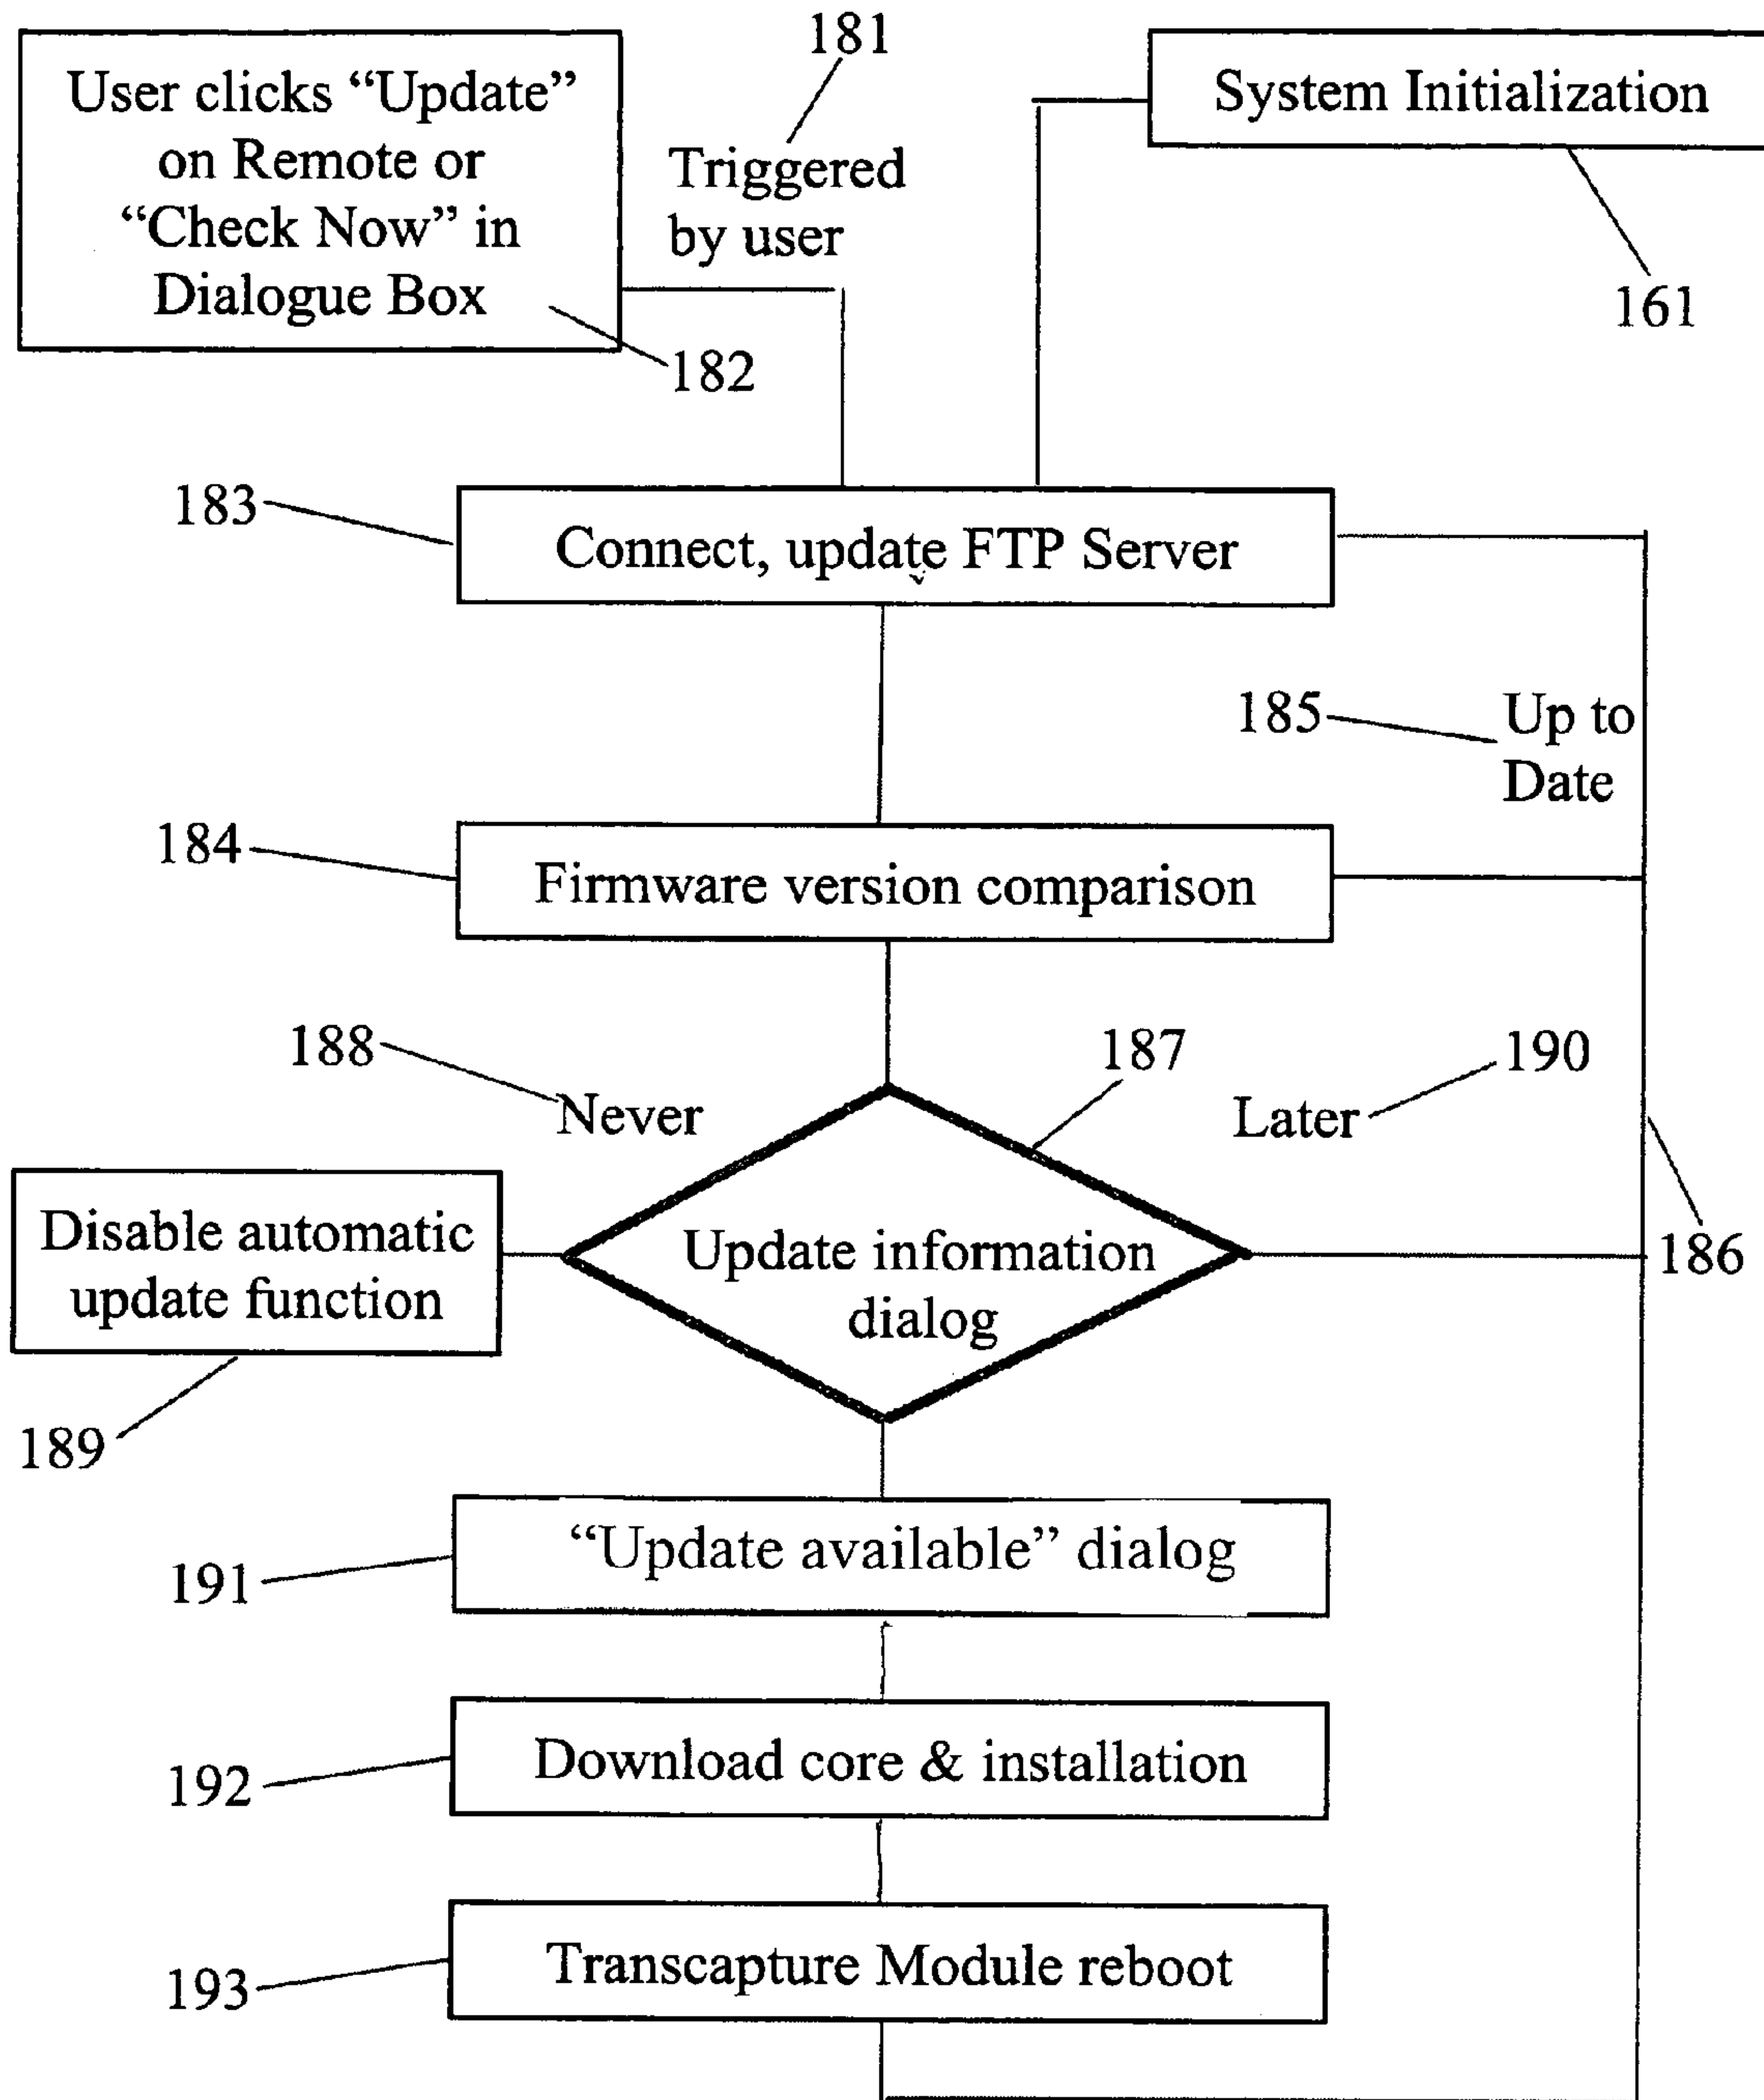 181
User clicks “Update”
on Remote or
“Check Now” in
Dialogue Box
182
Triggered
by user
System Initialization
161
183
Connect, update FTP Server
185
Up to
Date
184
Firmware version comparison
188
Never
187
Later
190
Disable automatic
update function
189
Update information
dialog
186
191
“Update available” dialog
192
Download core & installation
193
Transcapture Module reboot